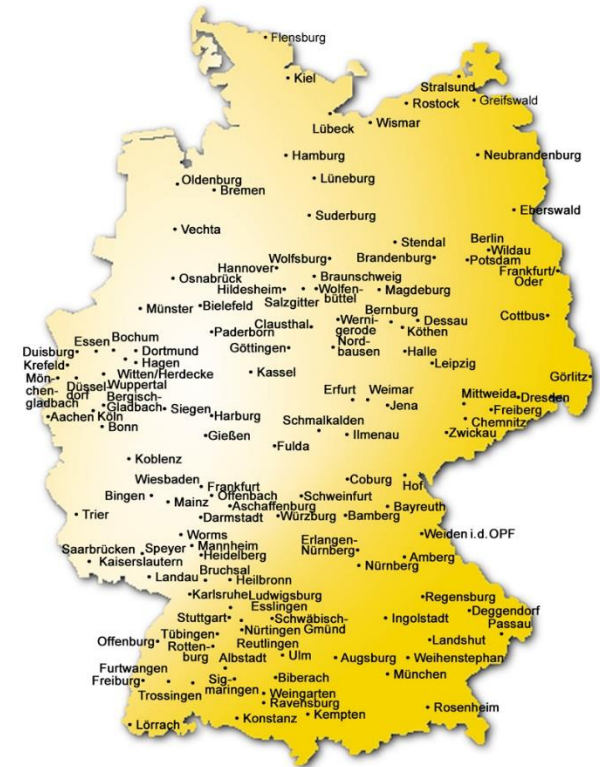 Flensburg
Kiel
Stralsund
Rostock
Greifswald
Lübeck
Wismar
Hamburg
Neubrandenburg
Oldenburg
Bremen
Lüneburg
Suderburg
Eberswald
Vechta
Stendal
Berlin
Wildau
Wolfsburg
Brandenburg
Potsdam
Hannover
Frankfurt/
Oder
Osnabrück
Braunschweig
Hildesheim
Wolfen-
büttel
Magdeburg
Salzgitter
Münster
Bielefeld
Bernburg
Cottbus
Clausthal
Werni-
gerode
Dessau
Paderborn
Köthen
Essen
Bochum
Göttingen
Nord-
hausen
Halle
Duisburg
Dortmund
Krefeld
Hagen
Leipzig
Mön-
chen-
gladbach
Witten/Herdecke
Kassel
Görlitz
Düssel-
dorf
Wuppertal
Erfurt
Weimar
Mittweida
Dresden
Bergisch-
Gladbach
Siegen
Jena
Freiberg
Aachen
Köln
Harburg
Schmalkalden
Chemnitz
Bonn
Gießen
Ilmenau
Zwickau
Fulda
Koblenz
Wiesbaden
Frankfurt
Coburg
Hof
Bingen
Offenbach
Schweinfurt
Mainz
Aschaffenburg
Bayreuth
Trier
Darmstadt
Würzburg
Bamberg
Worms
Erlangen-
Nürnberg
Weiden i.d.OPF
Saarbrücken
Speyer
Mannheim
Heidelberg
Amberg
Kaiserslautern
Nürnberg
Landau
Bruchsal
Heilbronn
Karlsruhe
Ludwigsburg
Regensburg
Esslingen
Deggendorf
Stuttgart
Schwäbisch-
Gmünd
Ingolstadt
Passau
Tübingen
Nürtingen
Offenburg
Rotten-
burg
Reutlingen
Landshut
Albstadt
Ulm
Augsburg
Weihenstephan
Furtwangen
Freiburg
Sig-
maringen
Biberach
München
Trossingen
Weingarten
Ravensburg
Rosenheim
Lörrach
Konstanz
Kempten